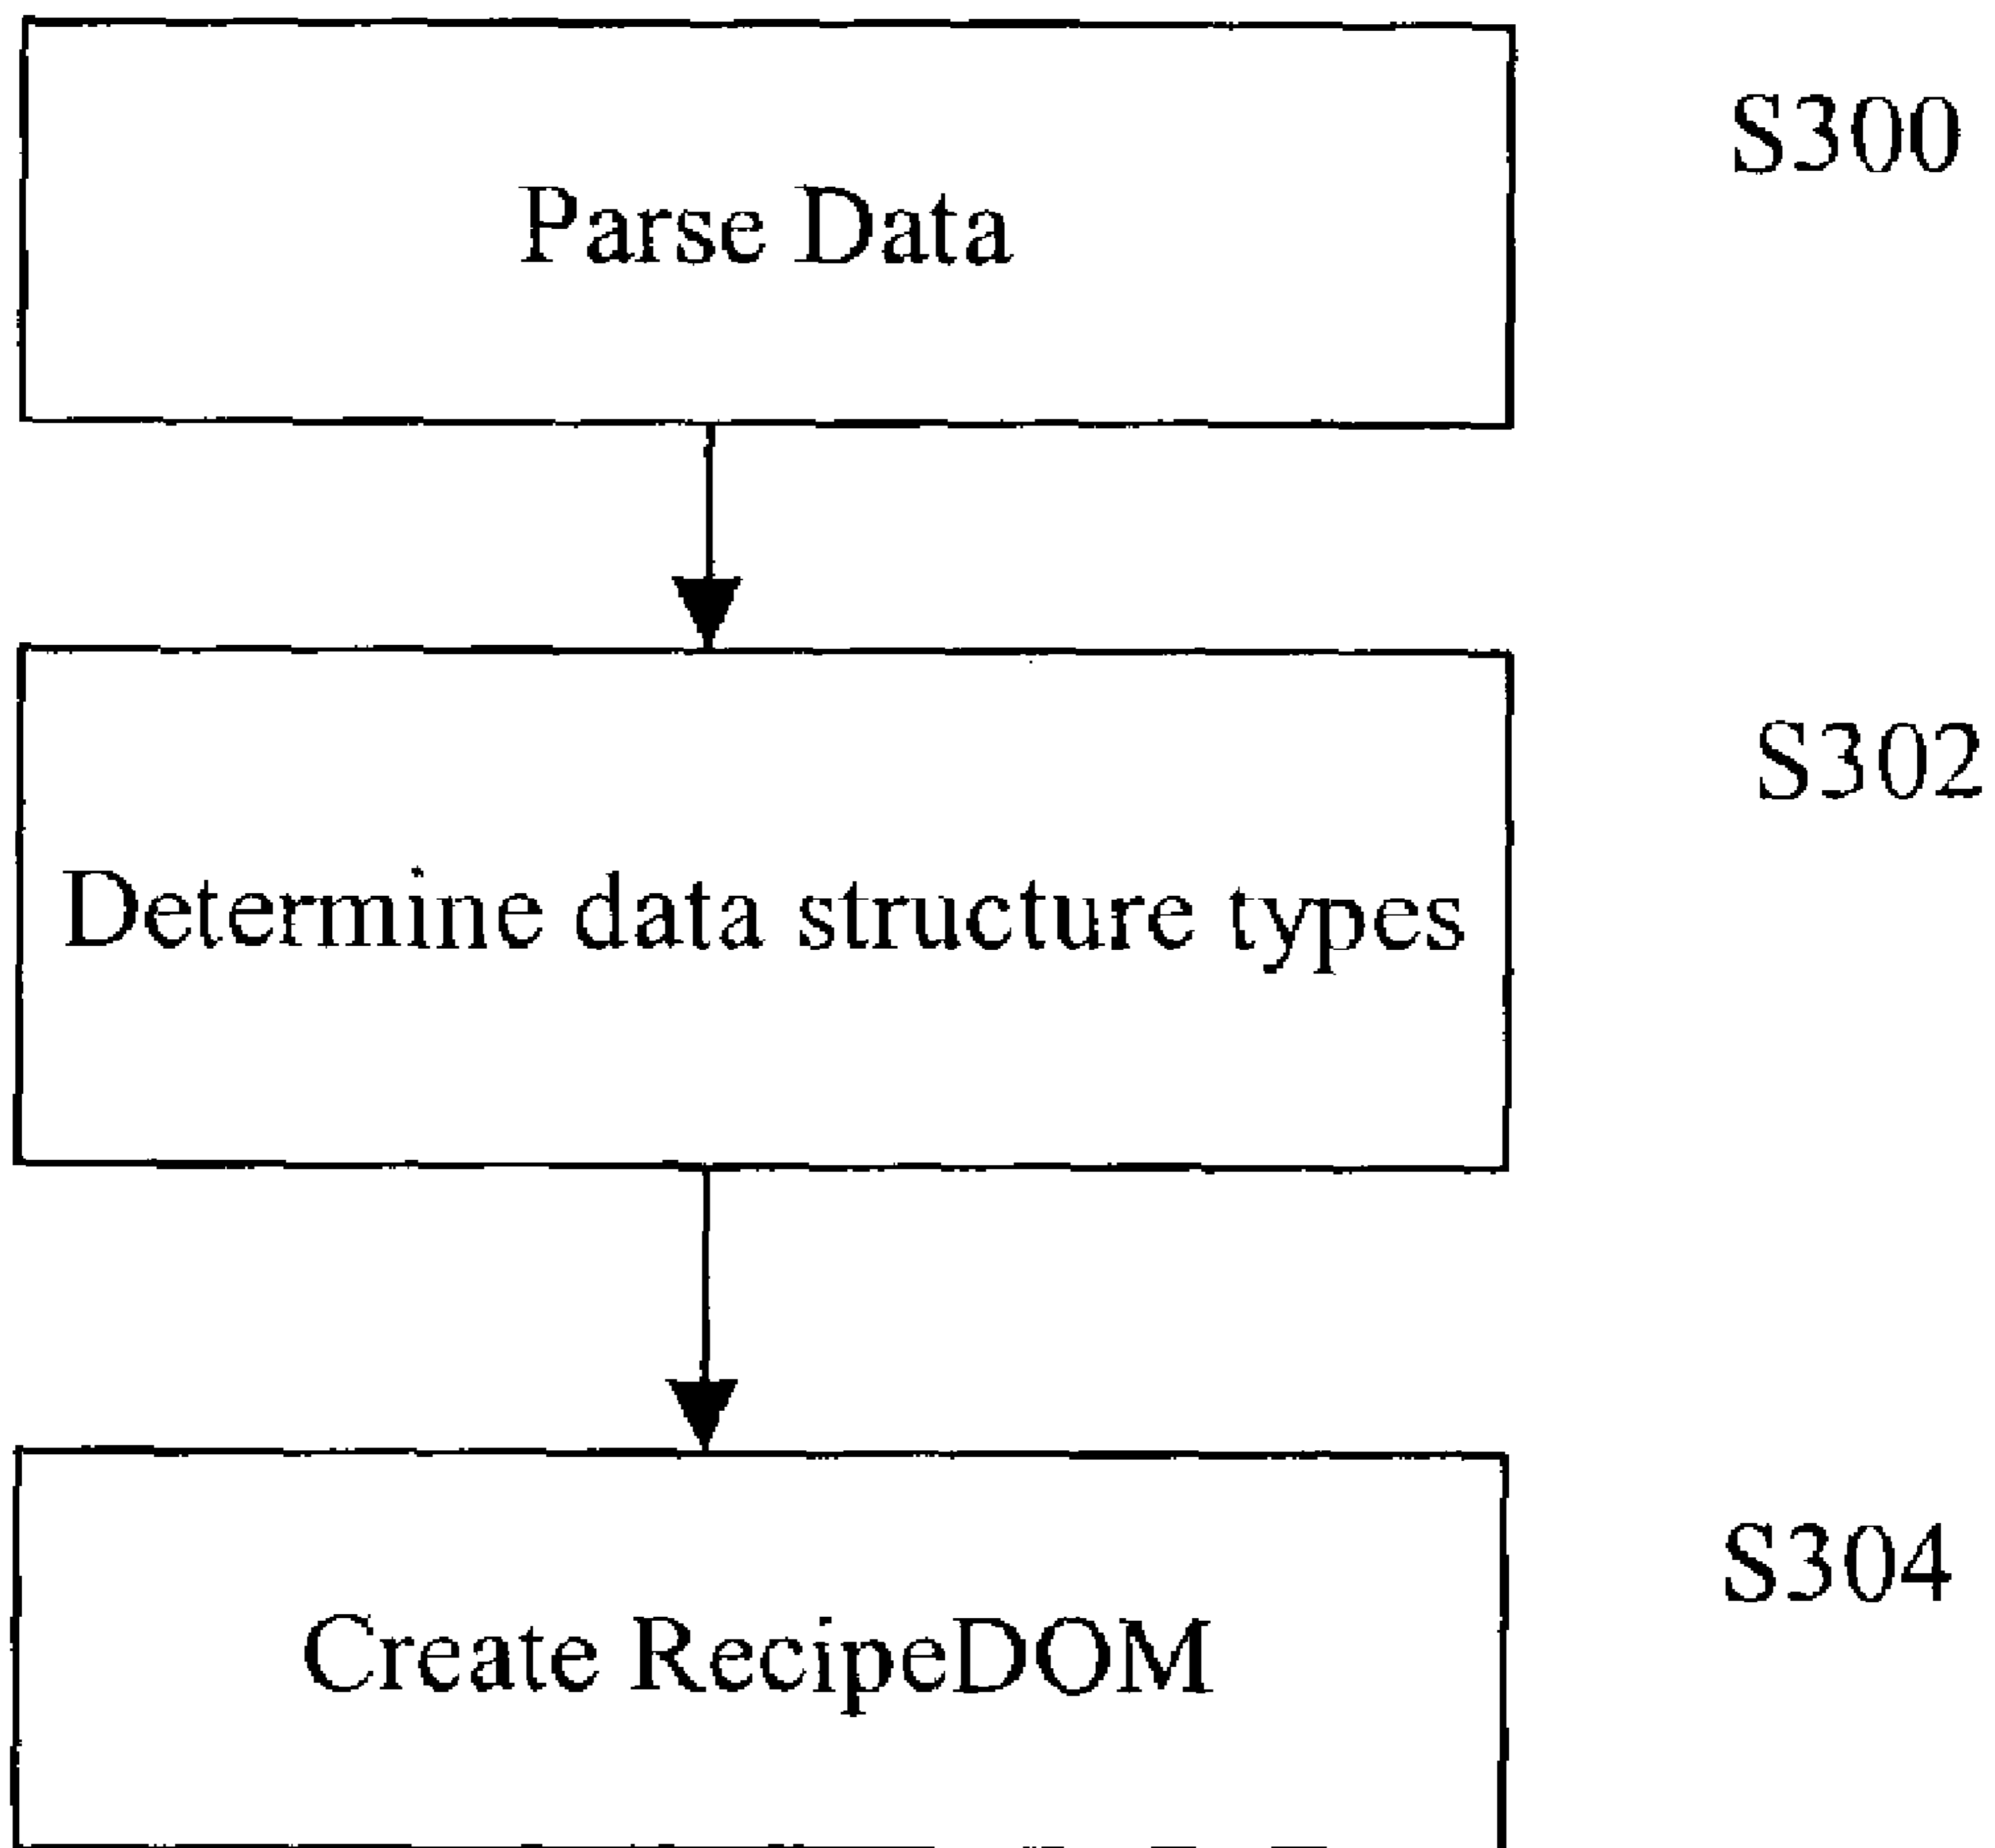 S300
Parse Data
S302
Determine data structure types
S304
Create RecipeDOM